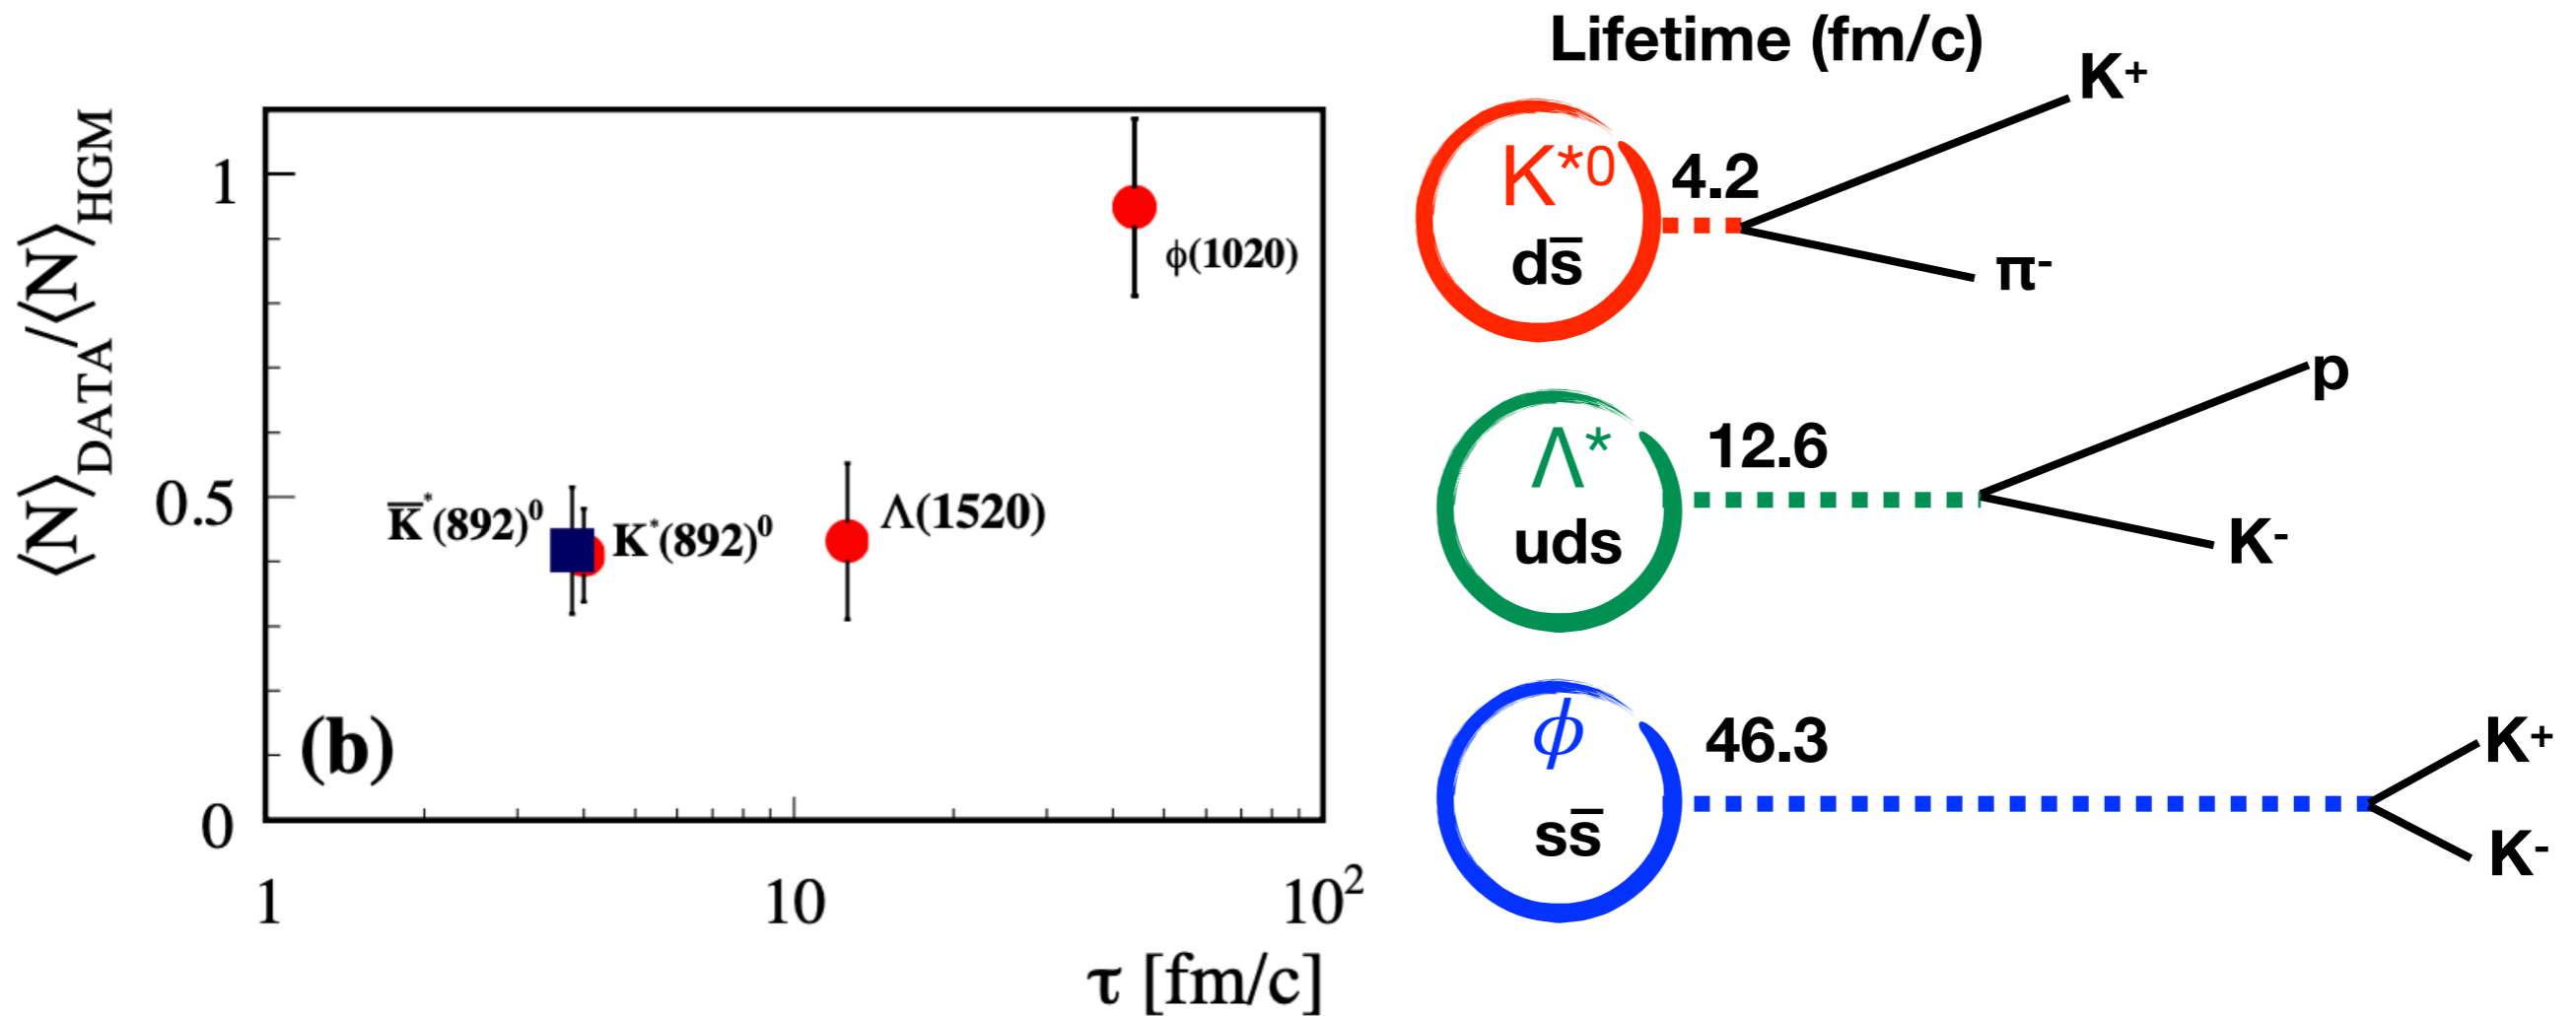 ⟨N⟩DATA/⟨N⟩HGM
1
0.5
0
K̅*(892)⁰
K*(892)⁰
Λ(1520)
ϕ(1020)
(b)
1
10
10²
τ [fm/c]
Lifetime (fm/c)
K*⁰
ds̅
4.2
K⁺
π⁻
Λ*
uds
12.6
p
K⁻
ϕ
ss̅
46.3
K⁺
K⁻